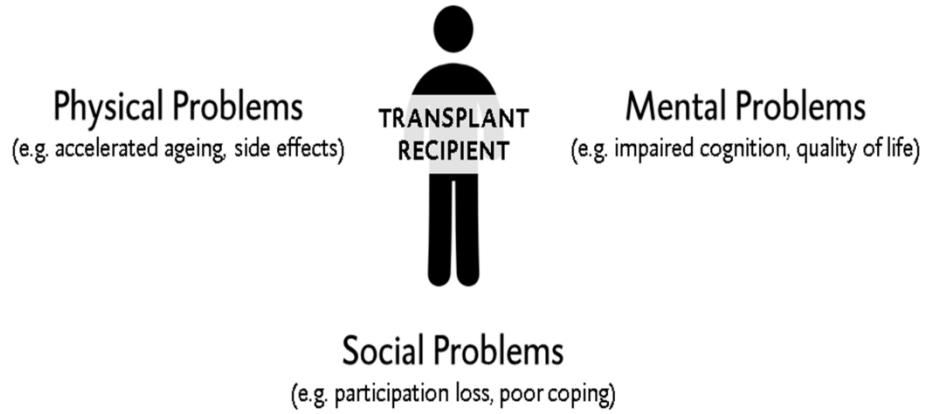 Physical Problems
(e.g. accelerated ageing, side effects)
TRANSPLANT
RECIPIENT
Mental Problems
(e.g. impaired cognition, quality of life)
Social Problems
(e.g. participation loss, poor coping)